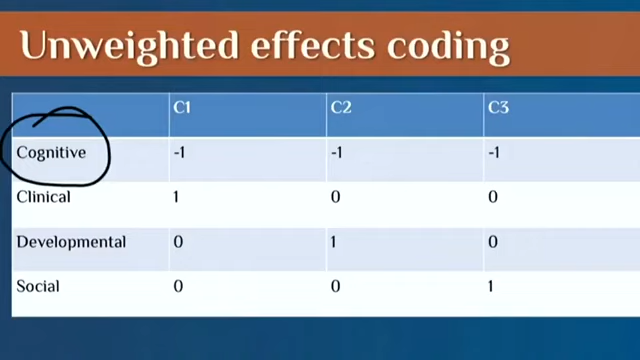 Unweighted effects coding
C1 C2 C3
Cognitive -1 -1 -1
Clinical 1 0 0
Developmental 0 1 0
Social 0 0 1